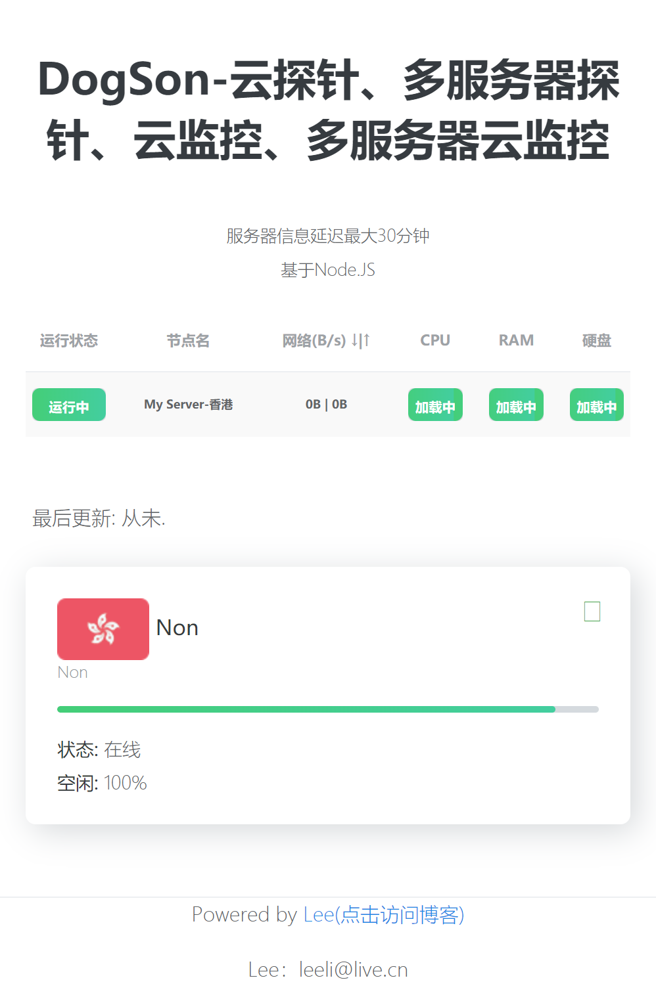 DogSon-云探针、多服务器探
针、云监控、多服务器云监控
服务器信息延迟最大30分钟
基于Node.JS
运行状态 节点名 网络(B/s) ↓|↑ CPU RAM 硬盘
运行中 My Server-香港 0B | 0B 加载中 加载中 加载中
最后更新: 从未.
Non
Non
状态: 在线
空闲: 100%
Powered by Lee(点击访问博客)
Lee：leeli@live.cn